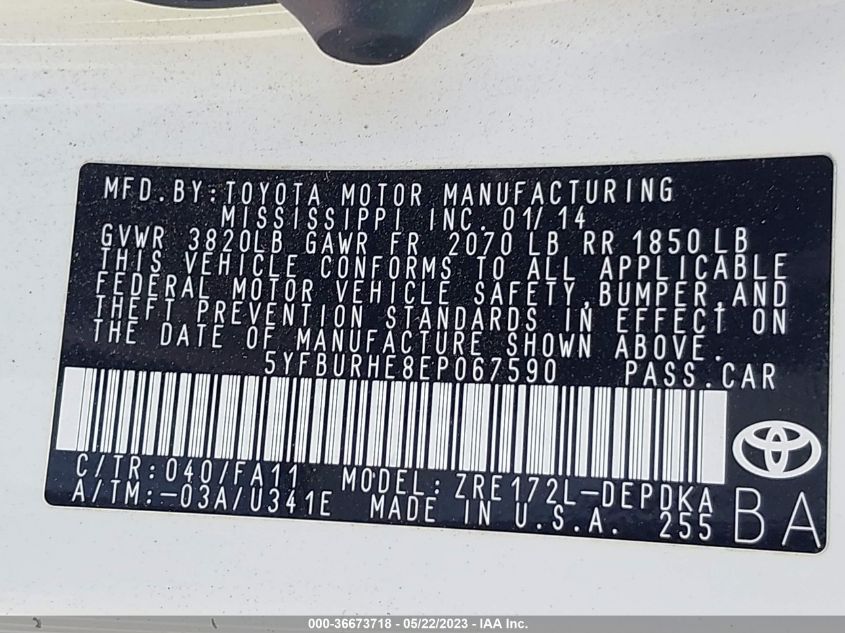 MFD.BY:TOYOTA MOTOR MANUFACTURING
MISSISSIPPI INC. 01/14
GVWR 3820LB GAWR FR 2070 LB RR 1850 LB
THIS VEHICLE CONFORMS TO ALL APPLICABLE
FEDERAL MOTOR VEHICLE SAFETY,BUMPER,AND
THEFT PREVENTION STANDARDS IN EFFECT ON
THE DATE OF MANUFACTURE SHOWN ABOVE.
5YFBURHE8EP067590 PASS.CAR
C/TR:040/FA11 MODEL:ZRE172L-DEPDKA
A/TM:-03A/U341E MADE IN U.S.A. 255 BA
000-36673718 - 05/22/2023 - IAA Inc.